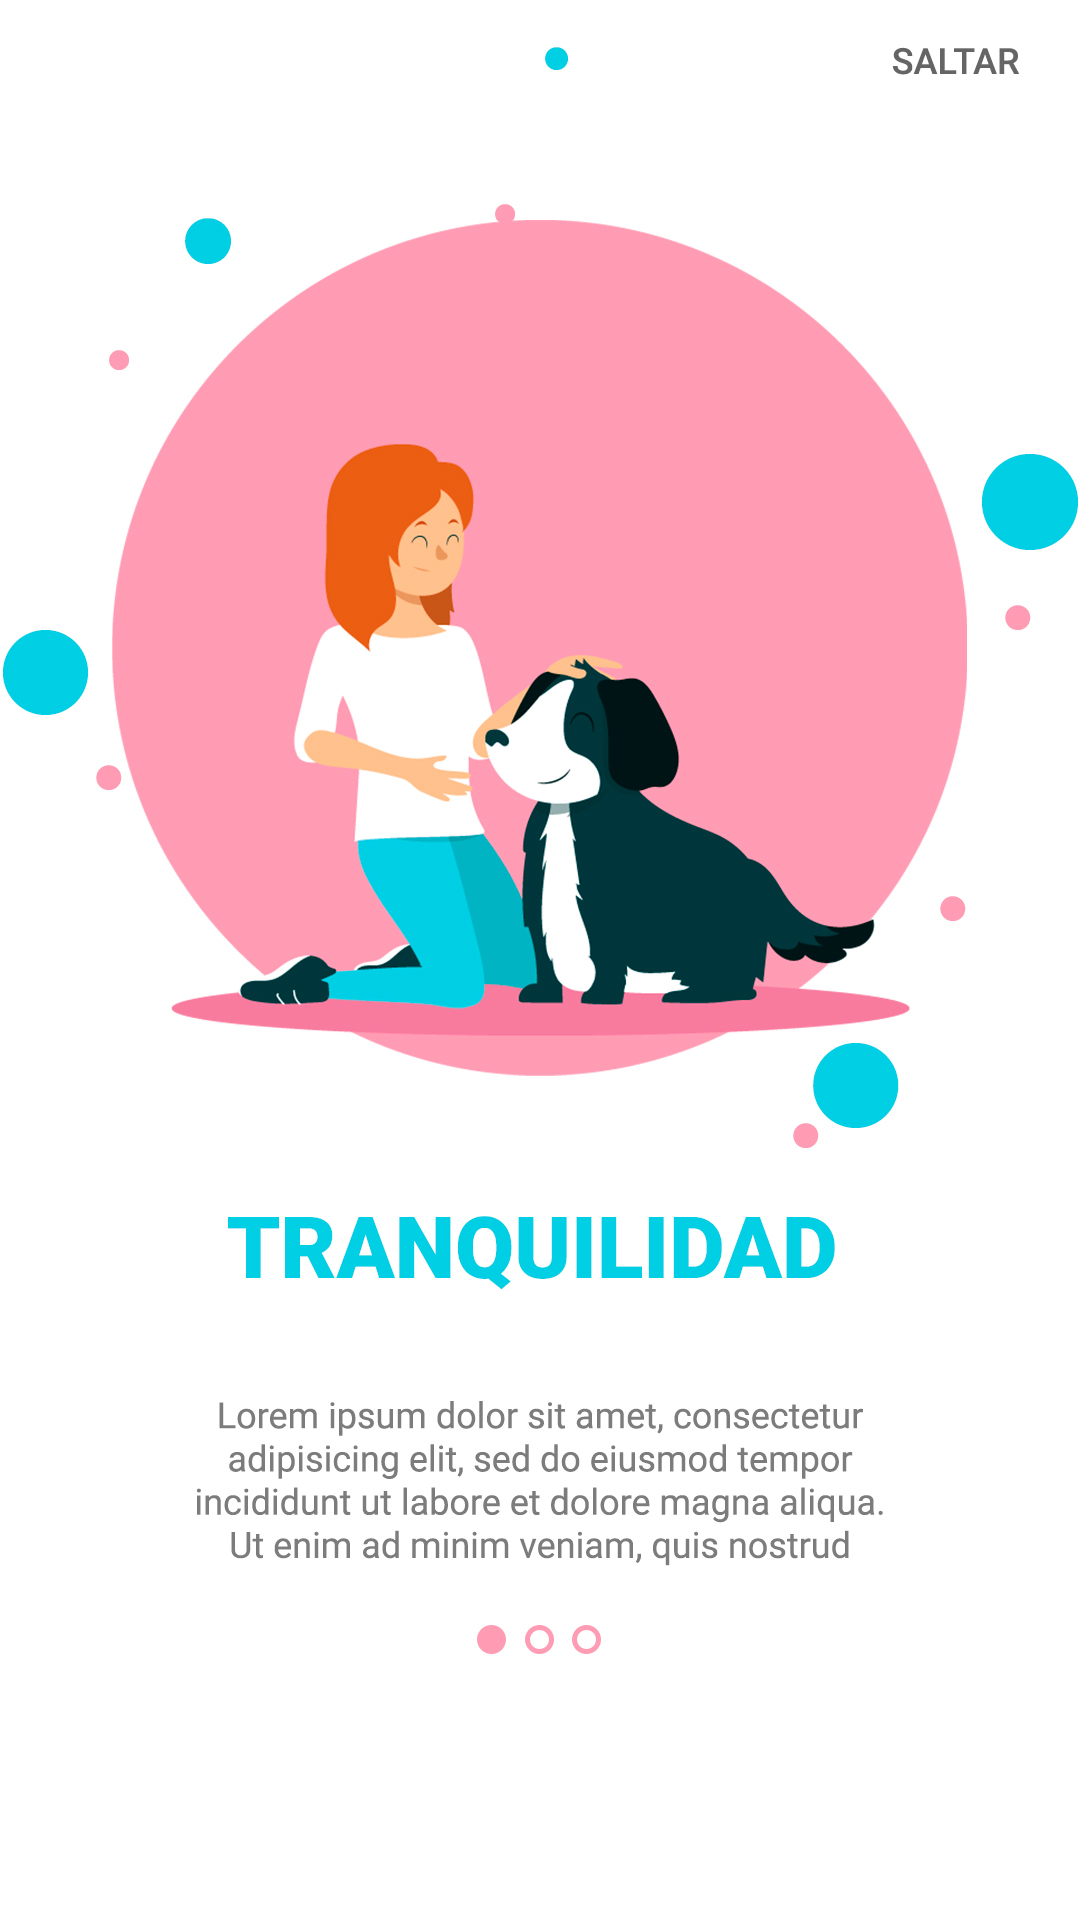 SALTAR
TRANQUILIDAD
Lorem ipsum dolor sit amet, consectetur
adipisicing elit, sed do eiusmod tempor
incididunt ut labore et dolore magna aliqua.
Ut enim ad minim veniam, quis nostrud